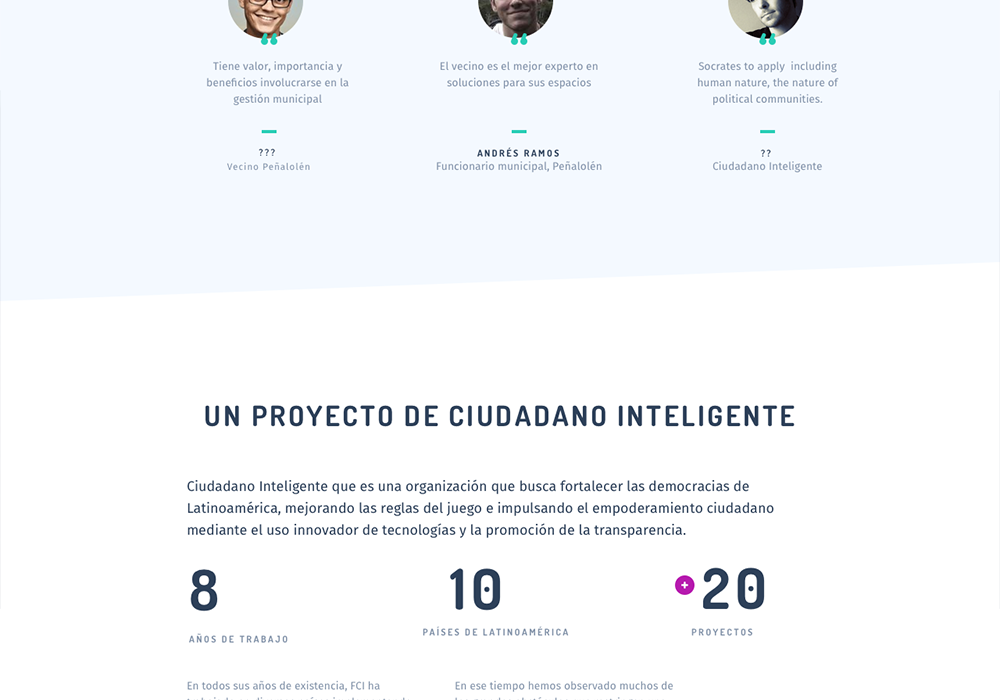 Tiene valor, importancia y
beneficios involucrarse en la
gestión municipal
???
Vecino Peñalolén
El vecino es el mejor experto en
soluciones para sus espacios
ANDRÉS RAMOS
Funcionario municipal, Peñalolén
Socrates to apply including
human nature, the nature of
political communities.
??
Ciudadano Inteligente
UN PROYECTO DE CIUDADANO INTELIGENTE
Ciudadano Inteligente que es una organización que busca fortalecer las democracias de
Latinoamérica, mejorando las reglas del juego e impulsando el empoderamiento ciudadano
mediante el uso innovador de tecnologías y la promoción de la transparencia.
8
AÑOS DE TRABAJO
10
PAÍSES DE LATINOAMÉRICA
+20
PROYECTOS
En todos sus años de existencia, FCI ha
En ese tiempo hemos observado muchos de